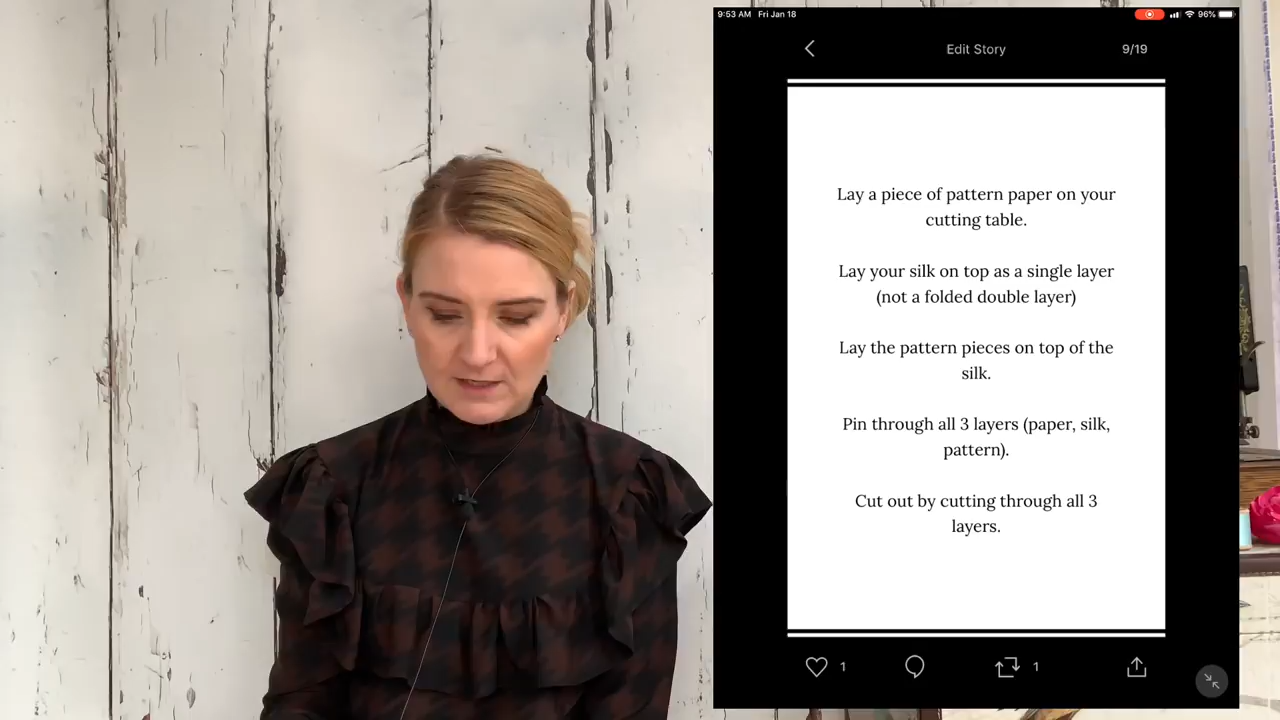 9:53 AM Fri Jan 18
96%
Edit Story
9/19
Lay a piece of pattern paper on your
cutting table.
Lay your silk on top as a single layer
(not a folded double layer)
Lay the pattern pieces on top of the
silk.
Pin through all 3 layers (paper, silk,
pattern).
Cut out by cutting through all 3
layers.
1
1